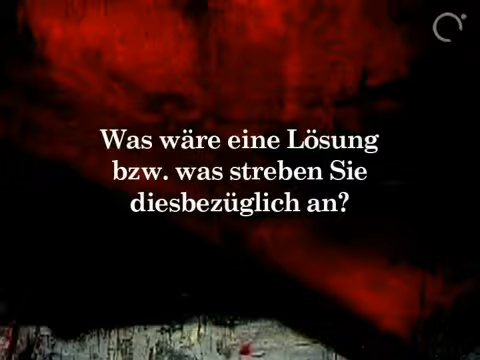 Was wäre eine Lösung
bzw. was streben Sie
diesbezüglich an?